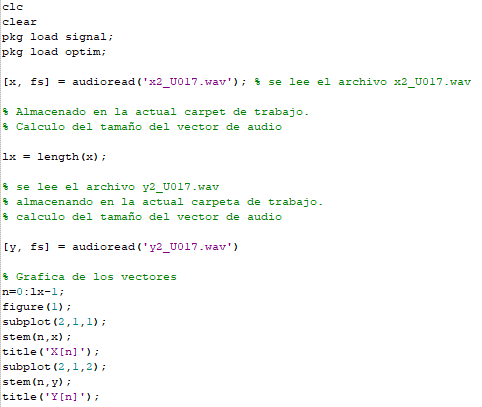 clc
clear
pkg load signal;
pkg load optim;
[x, fs] = audioread('x2_U017.wav'); % se lee el archivo x2_U017.wav
% Almacenado en la actual carpet de trabajo.
% Calculo del tamaño del vector de audio
lx = length(x);
% se lee el archivo y2_U017.wav
% almacenando en la actual carpeta de trabajo.
% calculo del tamaño del vector de audio
[y, fs] = audioread('y2_U017.wav')
% Grafica de los vectores
n=0:lx-1;
figure(1);
subplot(2,1,1);
stem(n,x);
title('X[n]');
subplot(2,1,2);
stem(n,y);
title('Y[n]');